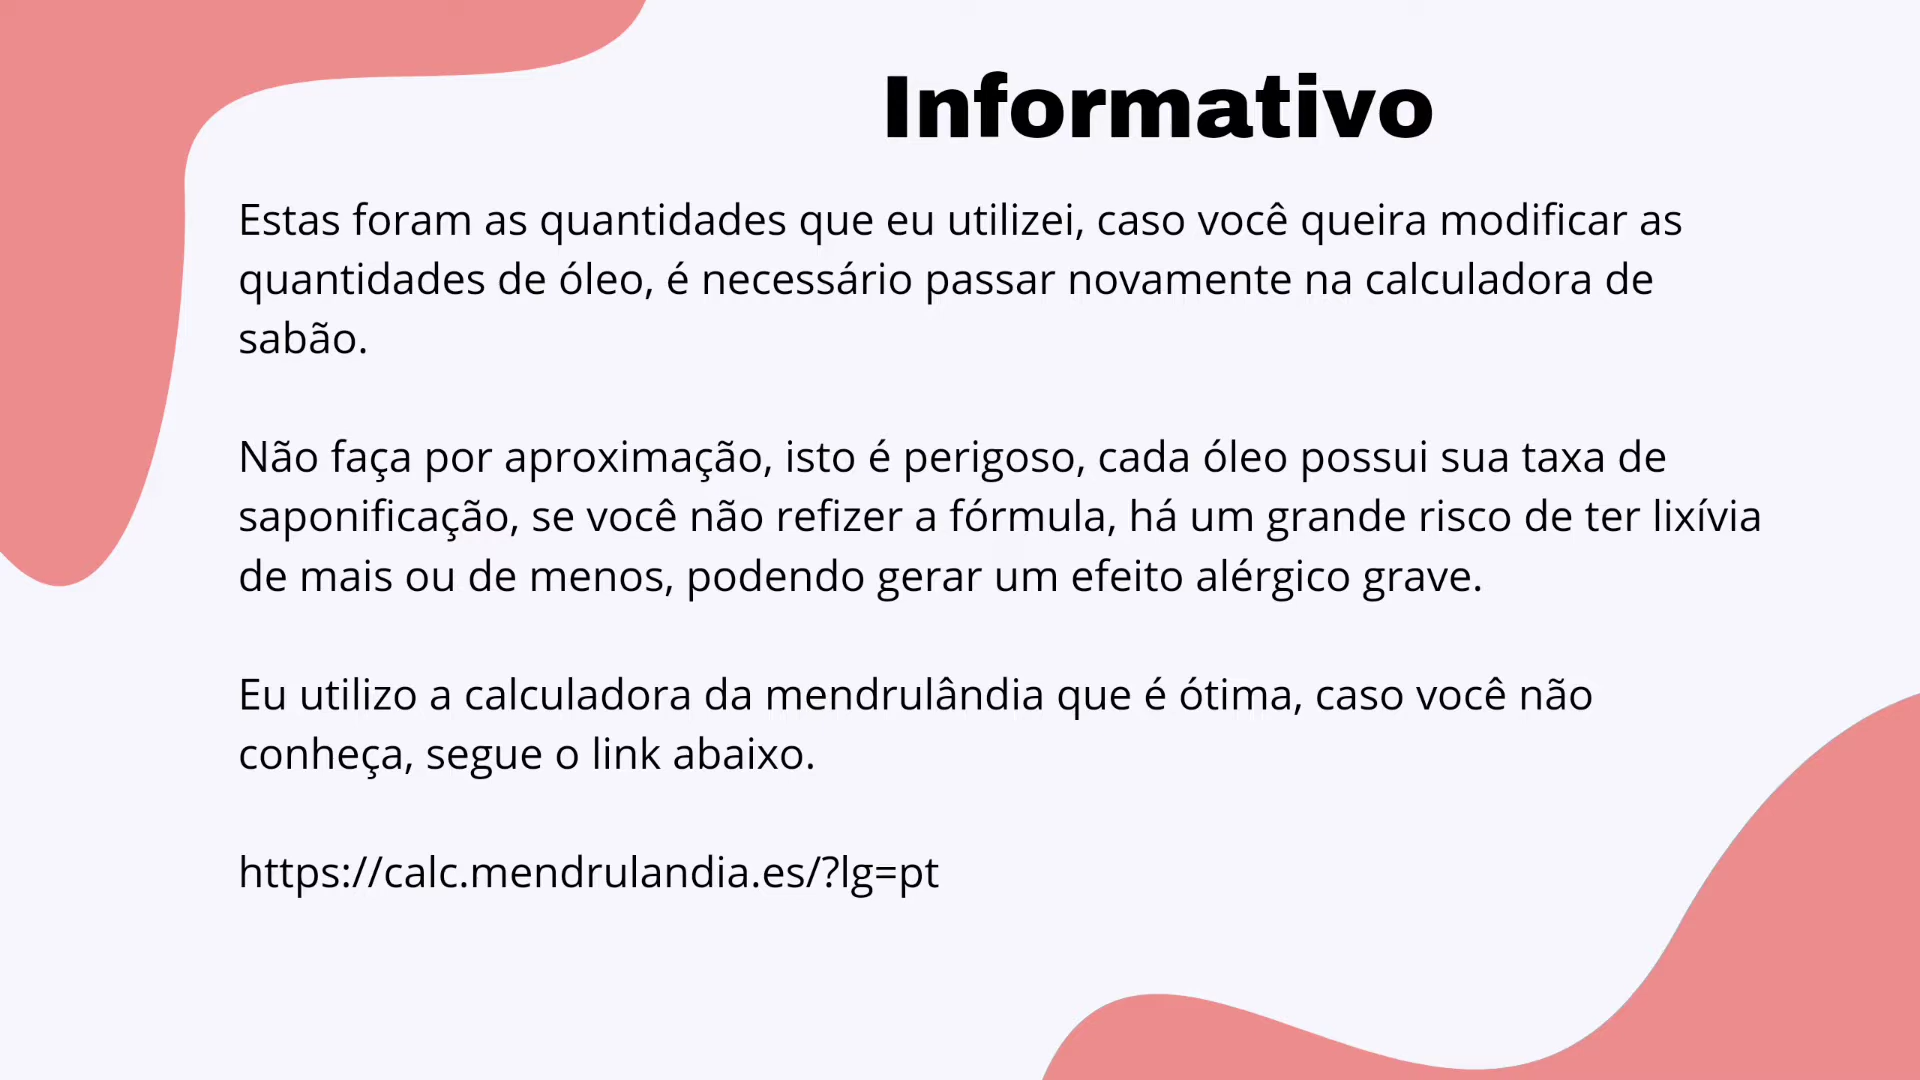 Informativo
Estas foram as quantidades que eu utilizei, caso você queira modificar as
quantidades de óleo, é necessário passar novamente na calculadora de
sabão.
Não faça por aproximação, isto é perigoso, cada óleo possui sua taxa de
saponificação, se você não refizer a fórmula, há um grande risco de ter lixívia
de mais ou de menos, podendo gerar um efeito alérgico grave.
Eu utilizo a calculadora da mendrulândia que é ótima, caso você não
conheça, segue o link abaixo.
https://calc.mendrulandia.es/?lg=pt